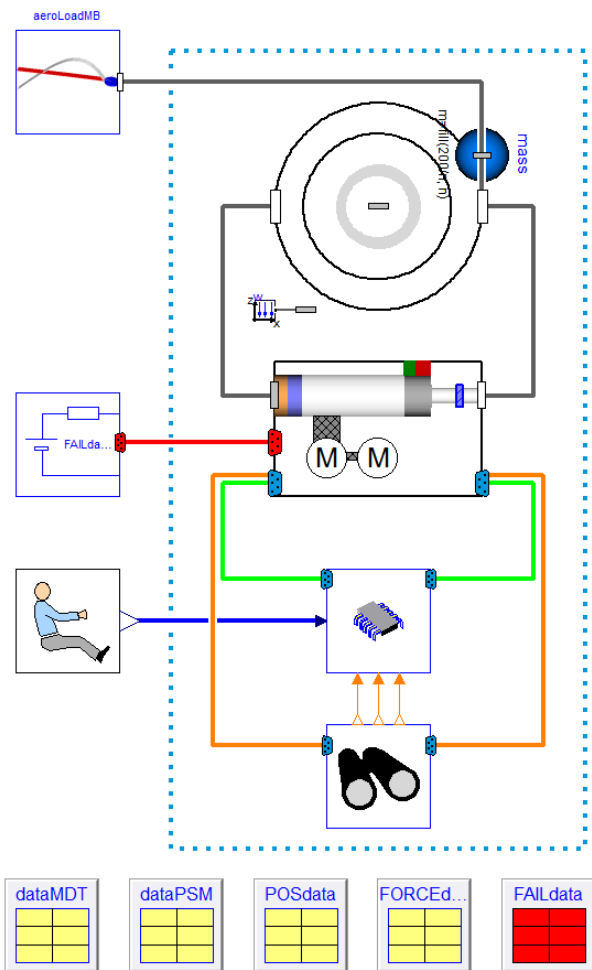 aeroLoadMB
mass
z
w
x
FAILda...
M
M
dataMDT
dataPSM
POSdata
FORCEd...
FAILdata